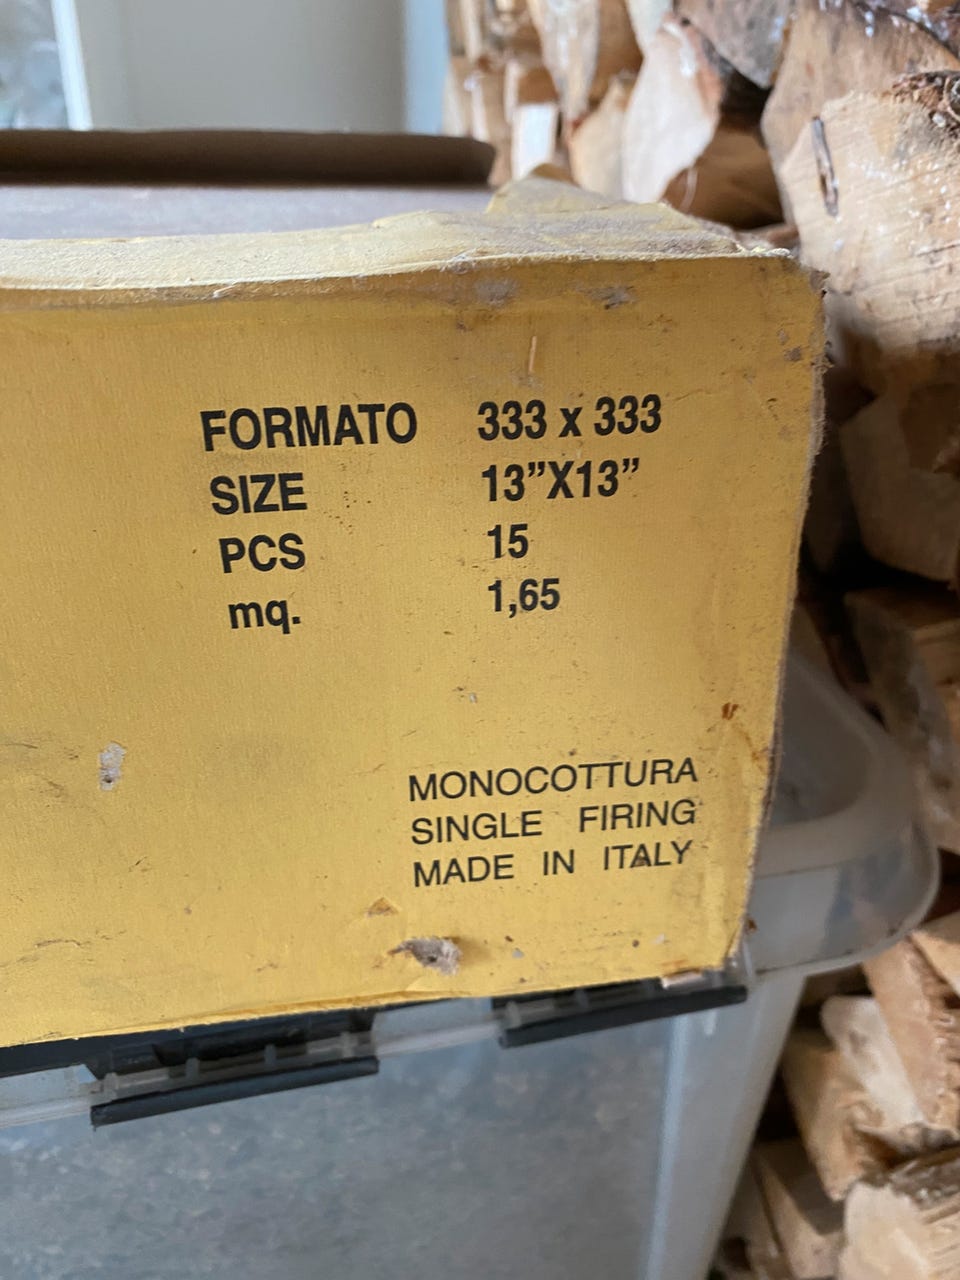 FORMATO 333 x 333
SIZE 13”X13”
PCS 15
mq. 1,65
MONOCOTTURA
SINGLE FIRING
MADE IN ITALY